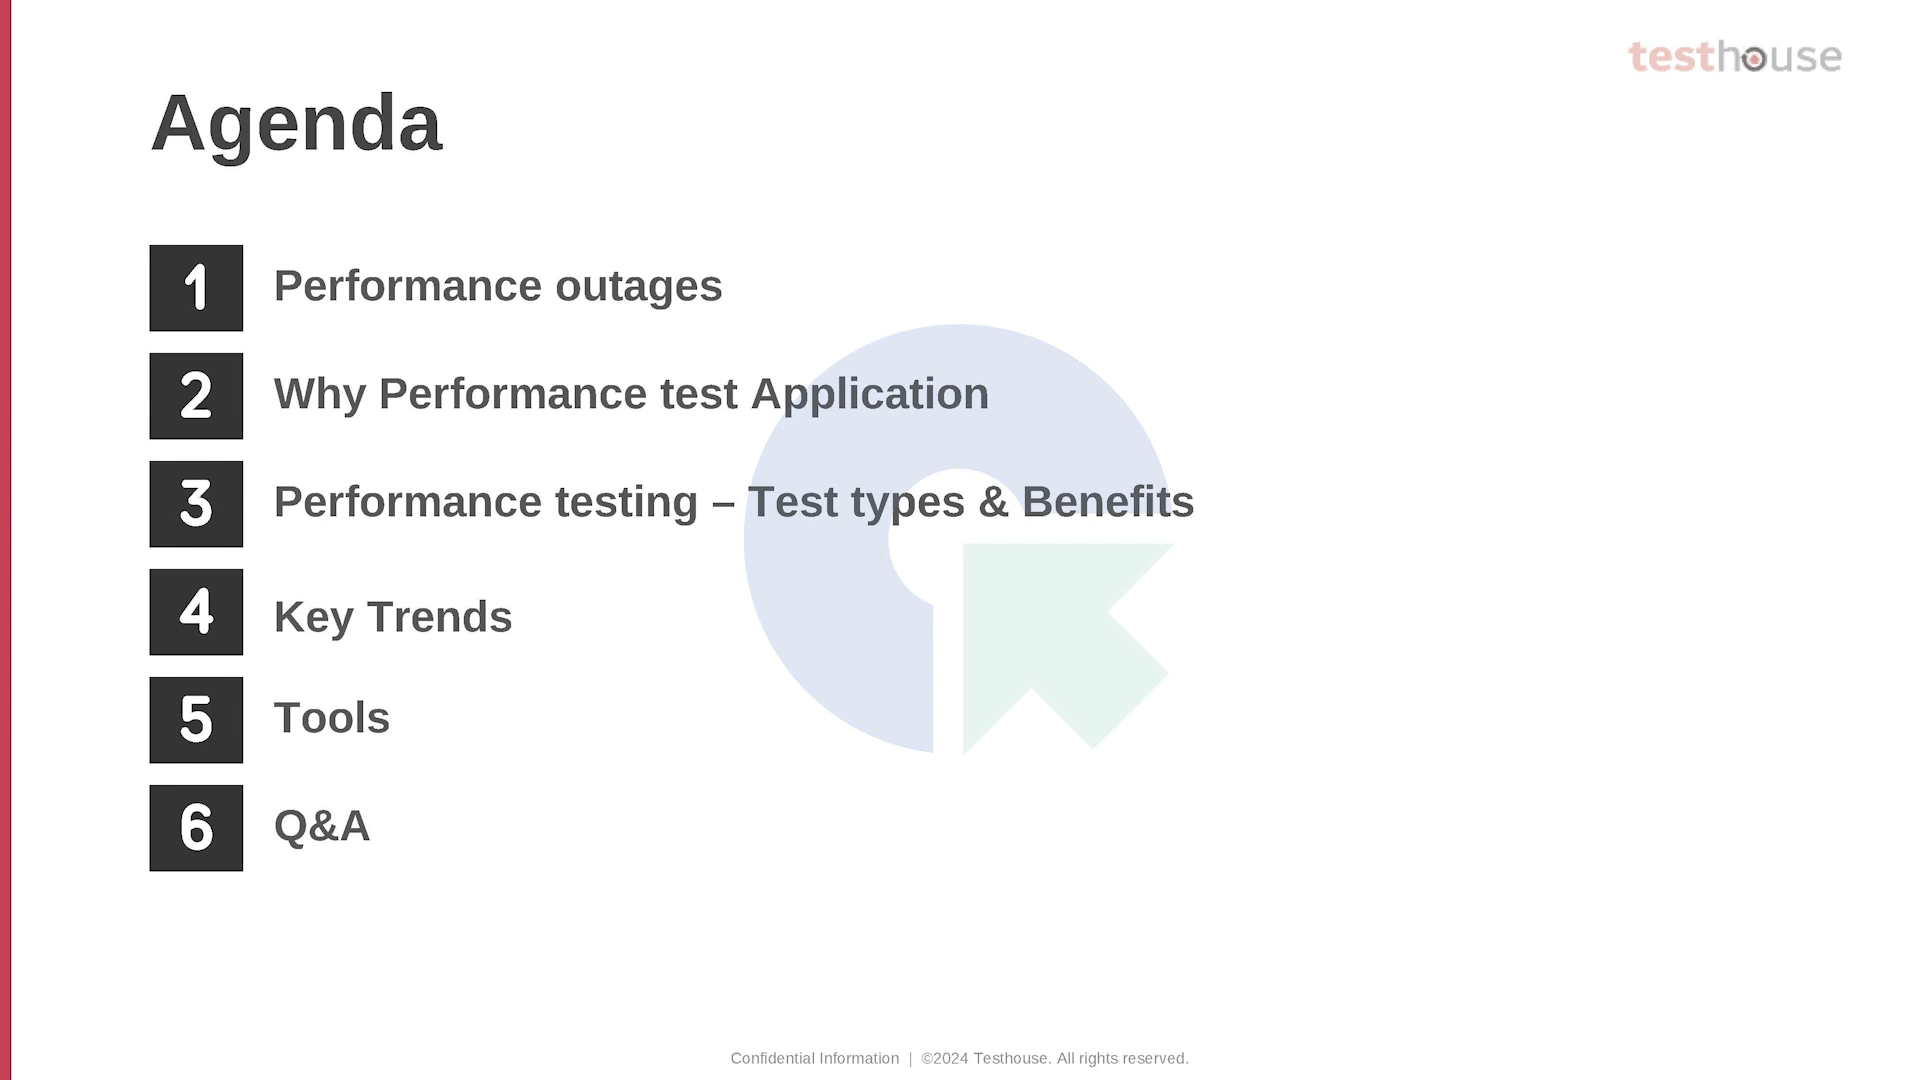 testhouse
Agenda
1 Performance outages
2 Why Performance test Application
3 Performance testing – Test types & Benefits
4 Key Trends
5 Tools
6 Q&A
Confidential Information | ©2024 Testhouse. All rights reserved.